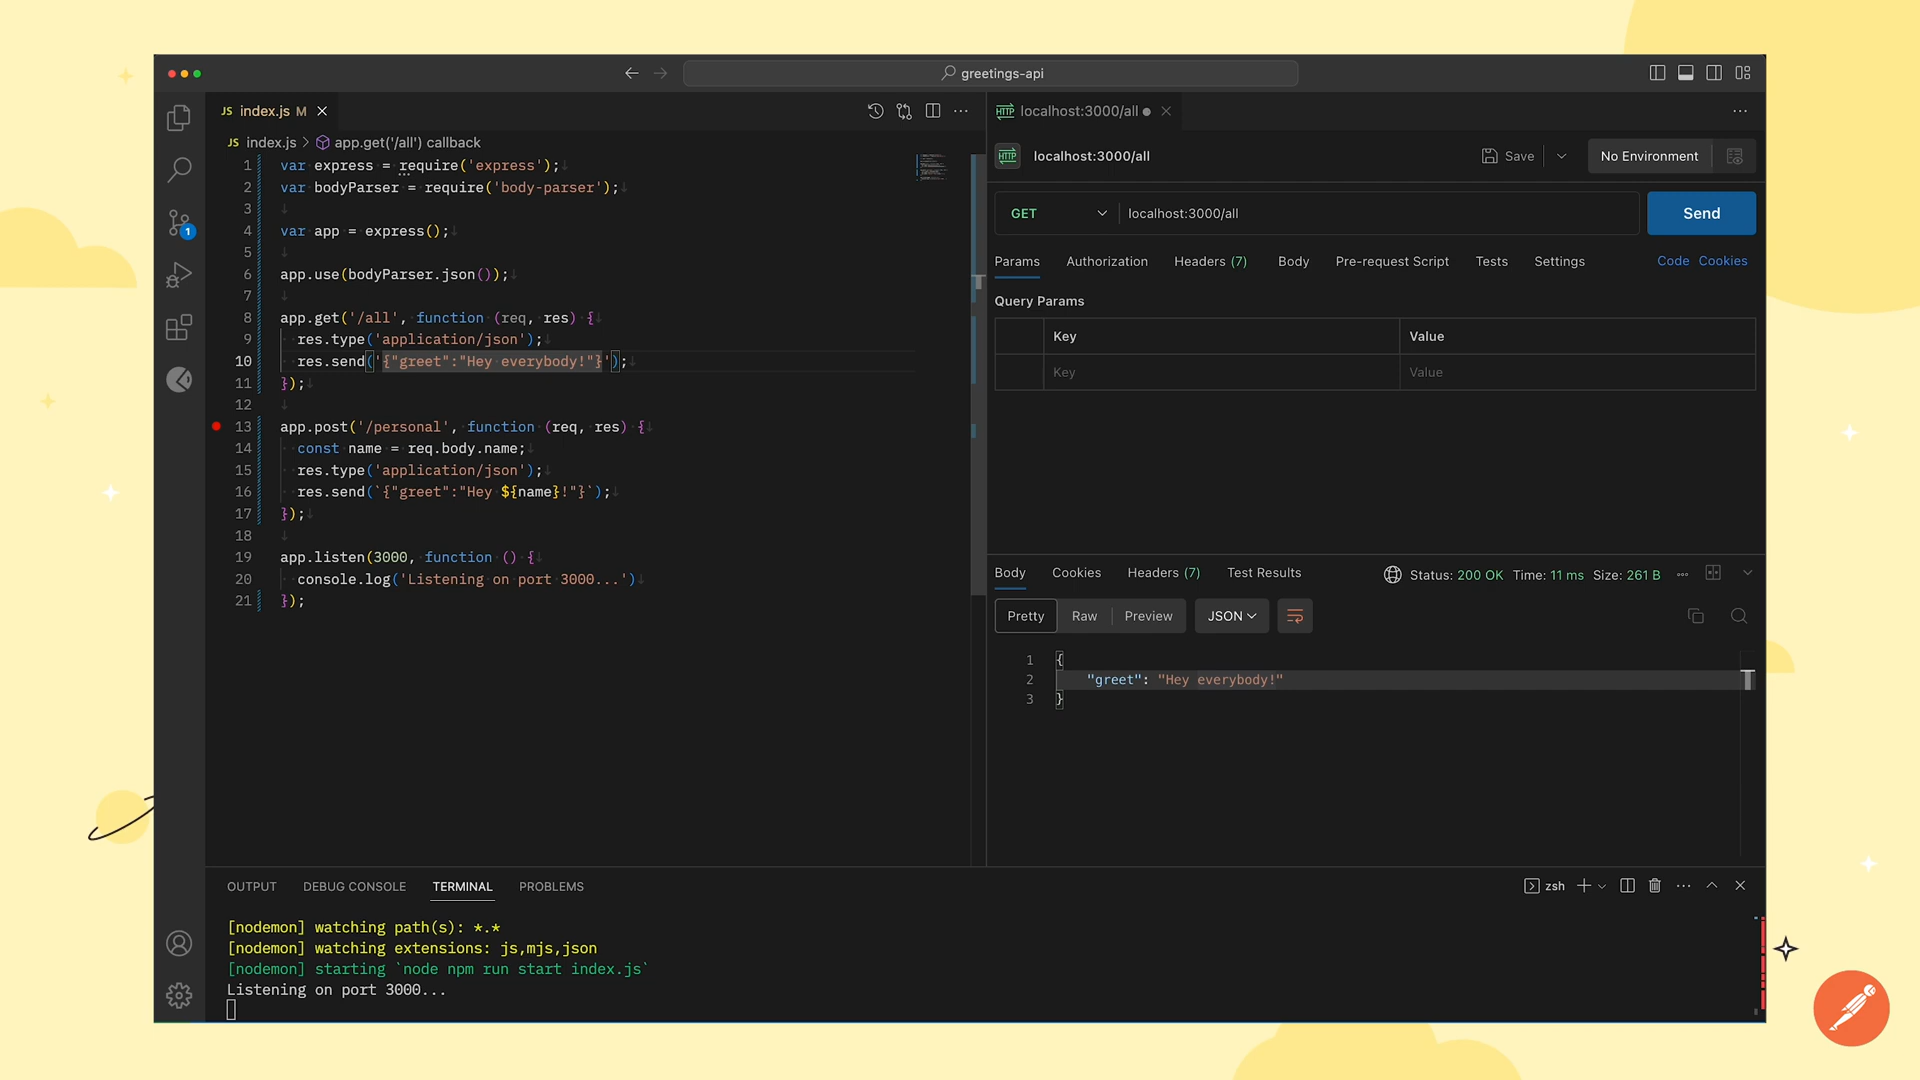 greetings-api
JS index.js M
JS index.js > app.get('/all') callback
1 var express = require('express');
2 var bodyParser = require('body-parser');
3
4 var app = express();
5
6 app.use(bodyParser.json());
7
8 app.get('/all', function (req, res) {
9 res.type('application/json');
10 res.send('{"greet":"Hey everybody!"}');
11 });
12
13 app.post('/personal', function (req, res) {
14 const name = req.body.name;
15 res.type('application/json');
16 res.send(`{"greet":"Hey ${name}!"}`);
17 });
18
19 app.listen(3000, function () {
20 console.log('Listening on port 3000...')
21 });
1
HTTP localhost:3000/all
HTTP localhost:3000/all Save No Environment
GET localhost:3000/all Send
Params Authorization Headers (7) Body Pre-request Script Tests Settings Code Cookies
Query Params
Key Value
Key Value
Body Cookies Headers (7) Test Results Status: 200 OK Time: 11 ms Size: 261 B
Pretty Raw Preview JSON
1 {
2 "greet": "Hey everybody!"
3 }
OUTPUT DEBUG CONSOLE TERMINAL PROBLEMS zsh
[nodemon] watching path(s): *.*
[nodemon] watching extensions: js,mjs,json
[nodemon] starting `node npm run start index.js`
Listening on port 3000...